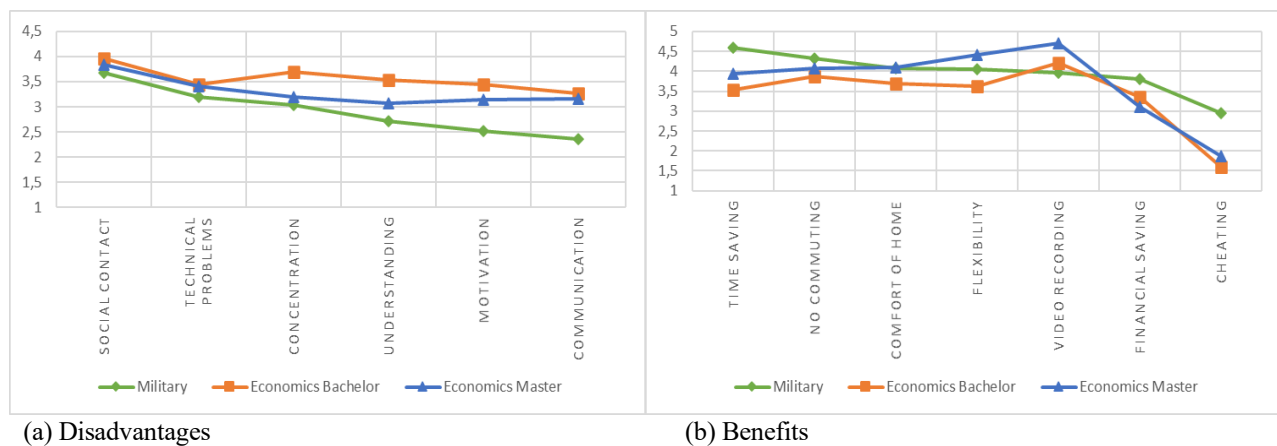 4,5
4
3,5
3
2,5
2
1,5
1
SOCIAL CONTACT
TECHNICAL
PROBLEMS
CONCENTRATION
UNDERSTANDING
MOTIVATION
COMMUNICATION
Military
Economics Bachelor
Economics Master
(a) Disadvantages
5
4,5
4
3,5
3
2,5
2
1,5
1
TIME SAVING
NO COMMUTING
COMFORT OF HOME
FLEXIBILITY
VIDEO RECORDING
FINANCIAL SAVING
CHEATING
Military
Economics Bachelor
Economics Master
(b) Benefits